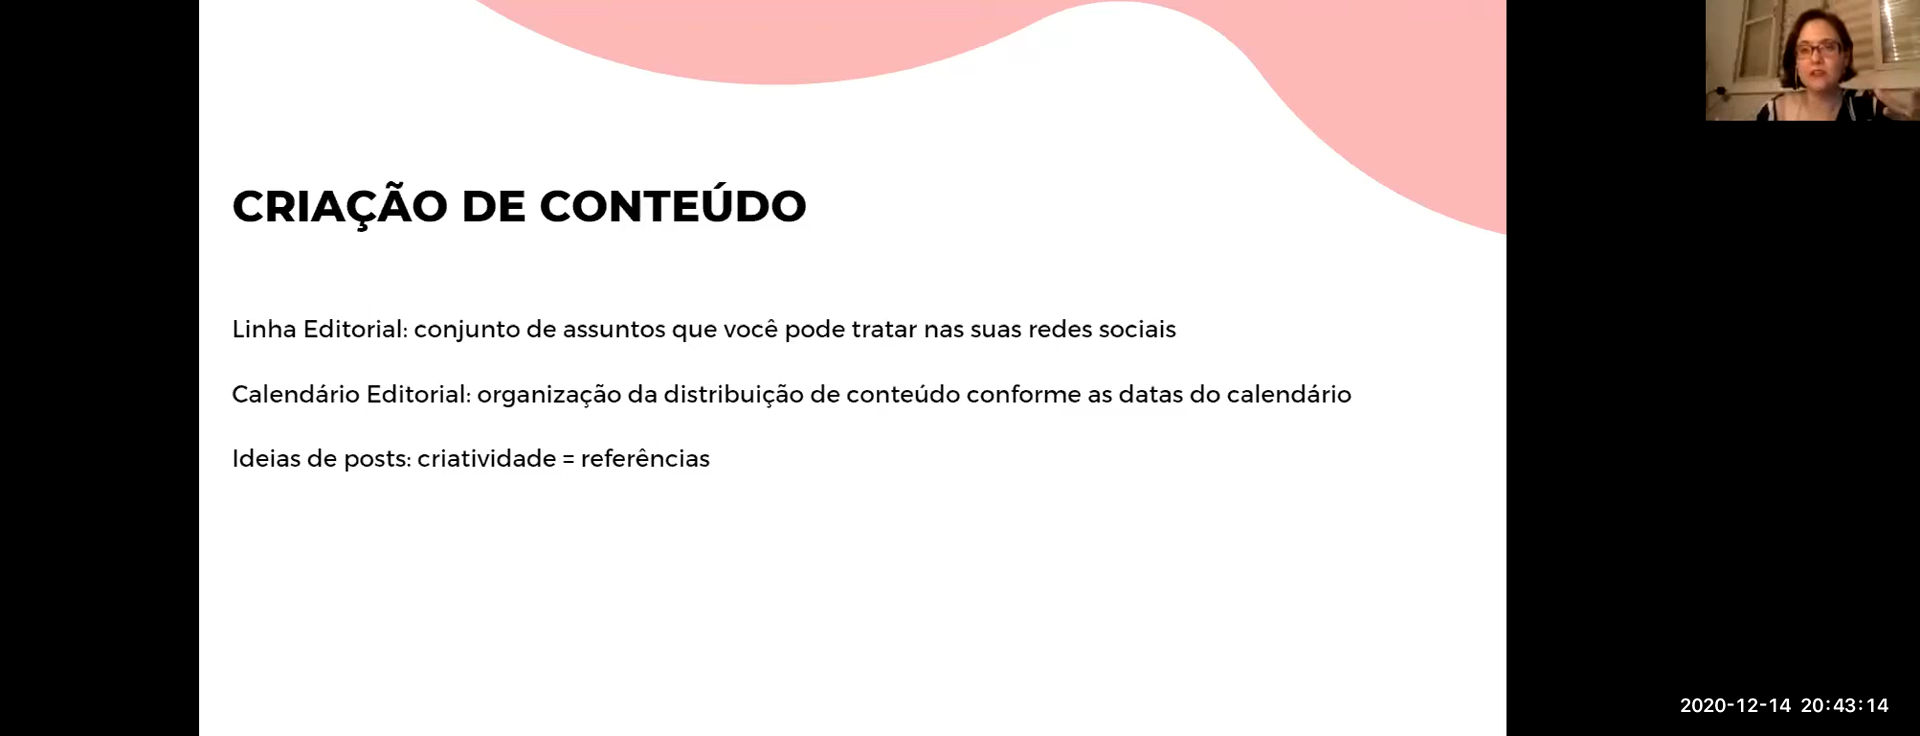 CRIAÇÃO DE CONTEÚDO
Linha Editorial: conjunto de assuntos que você pode tratar nas suas redes sociais
Calendário Editorial: organização da distribuição de conteúdo conforme as datas do calendário
Ideias de posts: criatividade = referências
2020-12-14 20:43:14